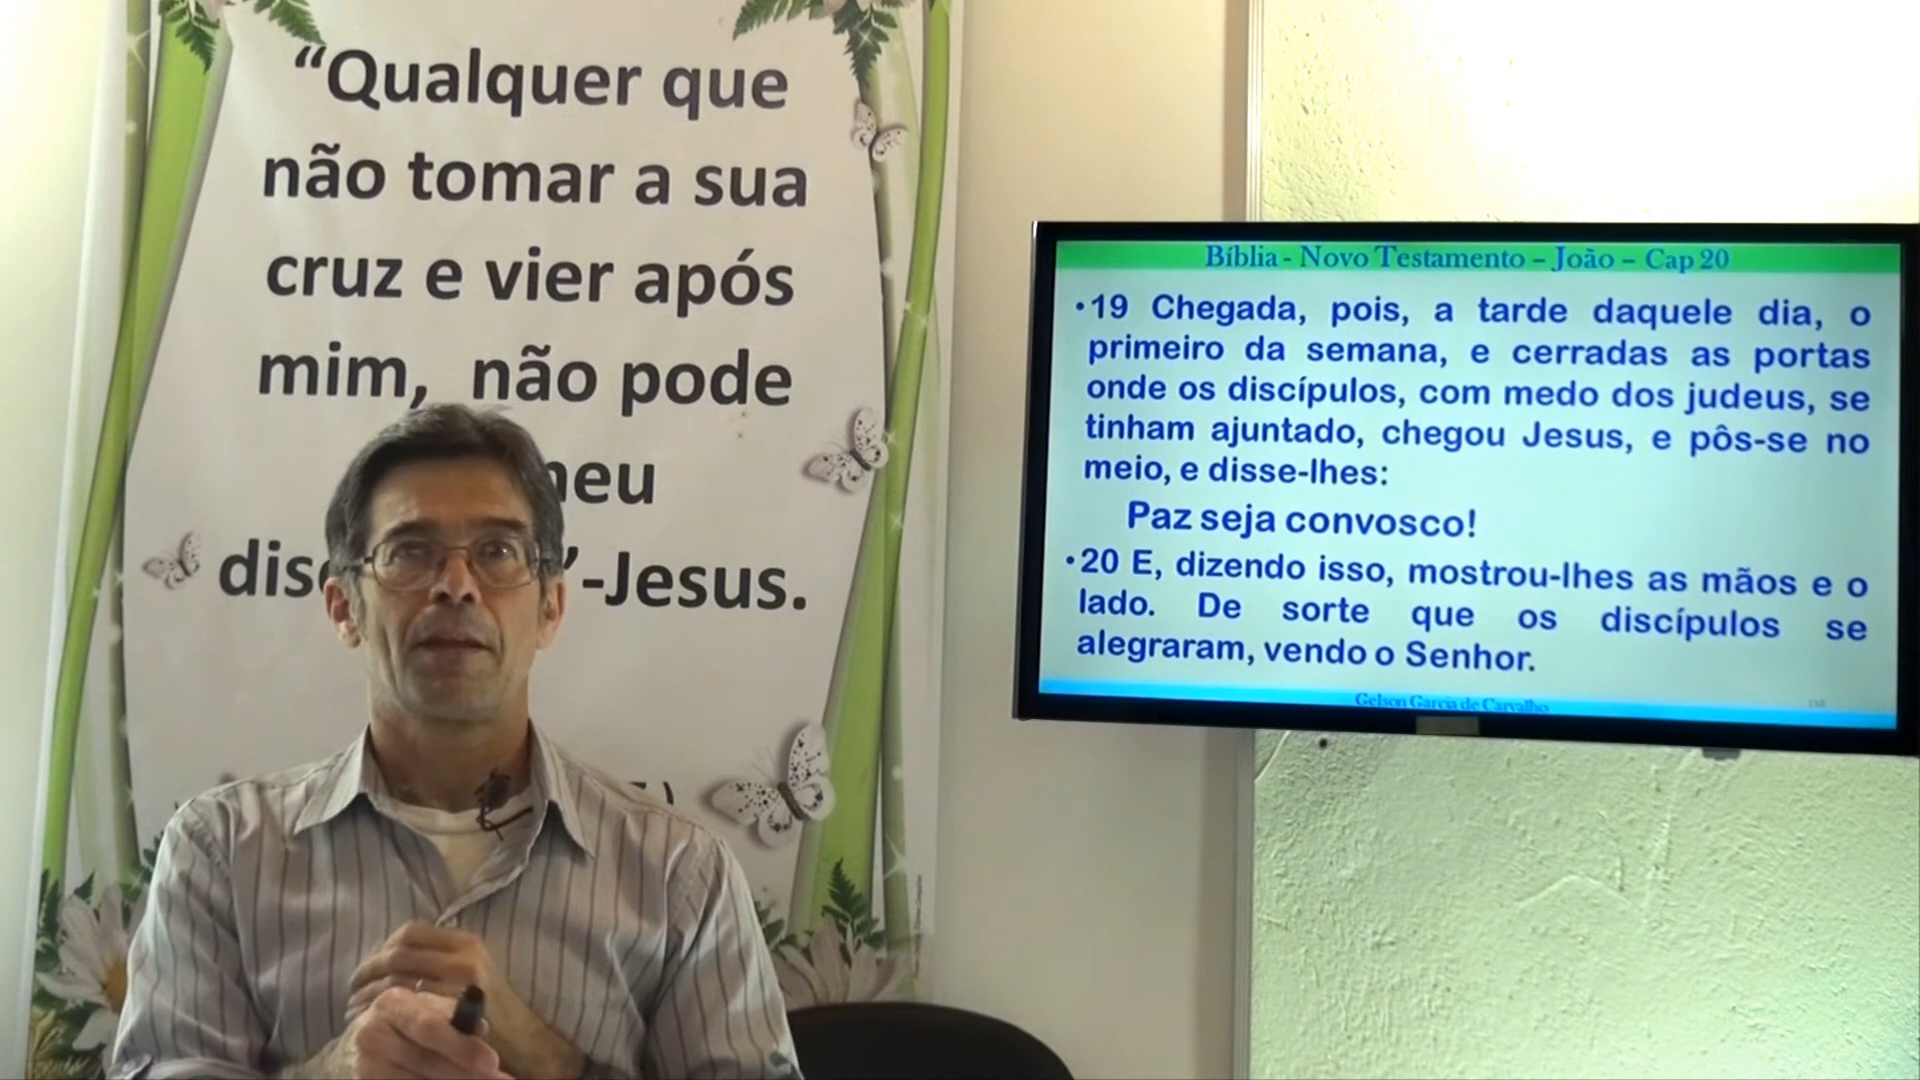 “Qualquer que
não tomar a sua
cruz e vier após
mim, não pode
-Jesus.
Bíblia - Novo Testamento – João – Cap 20
•19 Chegada, pois, a tarde daquele dia, o
primeiro da semana, e cerradas as portas
onde os discípulos, com medo dos judeus, se
tinham ajuntado, chegou Jesus, e pôs-se no
meio, e disse-lhes:
Paz seja convosco!
•20 E, dizendo isso, mostrou-lhes as mãos e o
lado. De sorte que os discípulos se
alegraram, vendo o Senhor.
Gelson Garcia de Carvalho